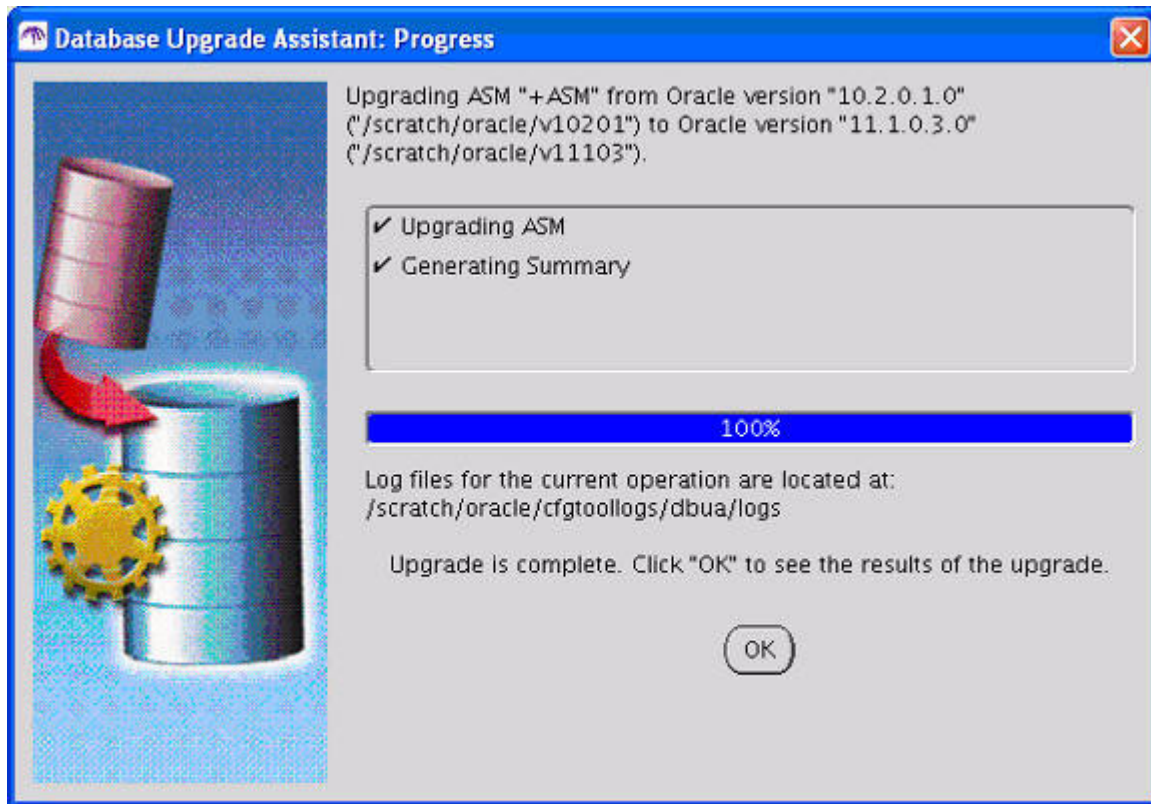 Database Upgrade Assistant: Progress
Upgrading ASM "+ASM" from Oracle version "10.2.0.1.0"
("/scratch/oracle/v10201") to Oracle version "11.1.0.3.0"
("/scratch/oracle/v11103").
✔ Upgrading ASM
✔ Generating Summary
100%
Log files for the current operation are located at:
/scratch/oracle/cfgtoollogs/dbua/logs
Upgrade is complete. Click "OK" to see the results of the upgrade.
OK